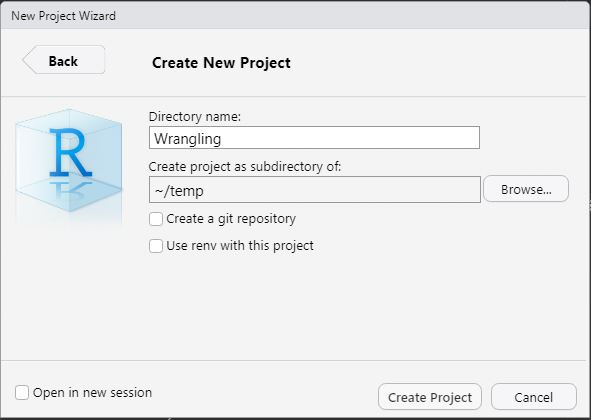 New Project Wizard
Back
Create New Project
R
Directory name:
Wrangling
Create project as subdirectory of:
~/temp
Browse...
Create a git repository
Use renv with this project
Open in new session
Create Project
Cancel